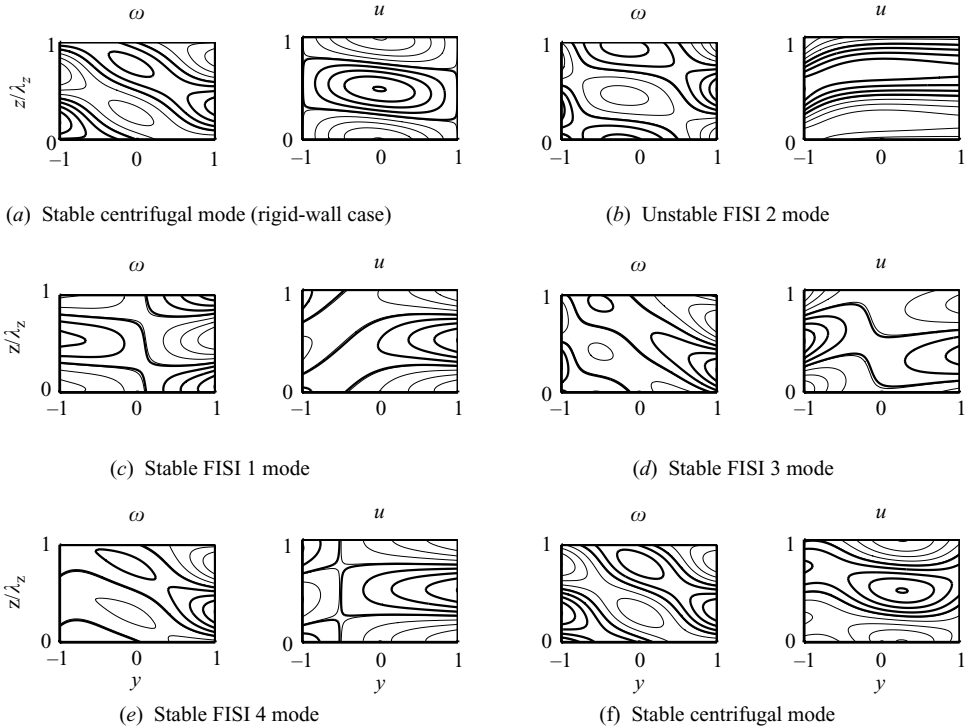 ω u ω u
z/λz
1 1 1 1
0 0 0 0
–1 0 1 –1 0 1 –1 0 1 –1 0 1
(a) Stable centrifugal mode (rigid-wall case) (b) Unstable FISI 2 mode
ω u ω u
z/λz
1 1 1 1
0 0 0 0
–1 0 1 –1 0 1 –1 0 1 –1 0 1
(c) Stable FISI 1 mode (d) Stable FISI 3 mode
ω u ω u
z/λz
1 1 1 1
0 0 0 0
–1 0 1 –1 0 1 –1 0 1 –1 0 1
y y y y
(e) Stable FISI 4 mode (f) Stable centrifugal mode